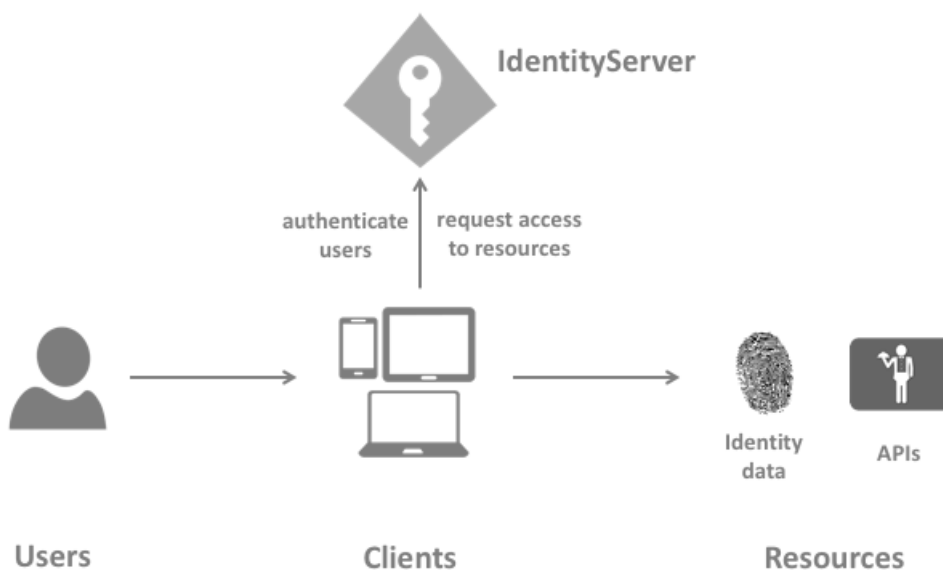 IdentityServer
authenticate
users
request access
to resources
Identity
data
APIs
Users
Clients
Resources